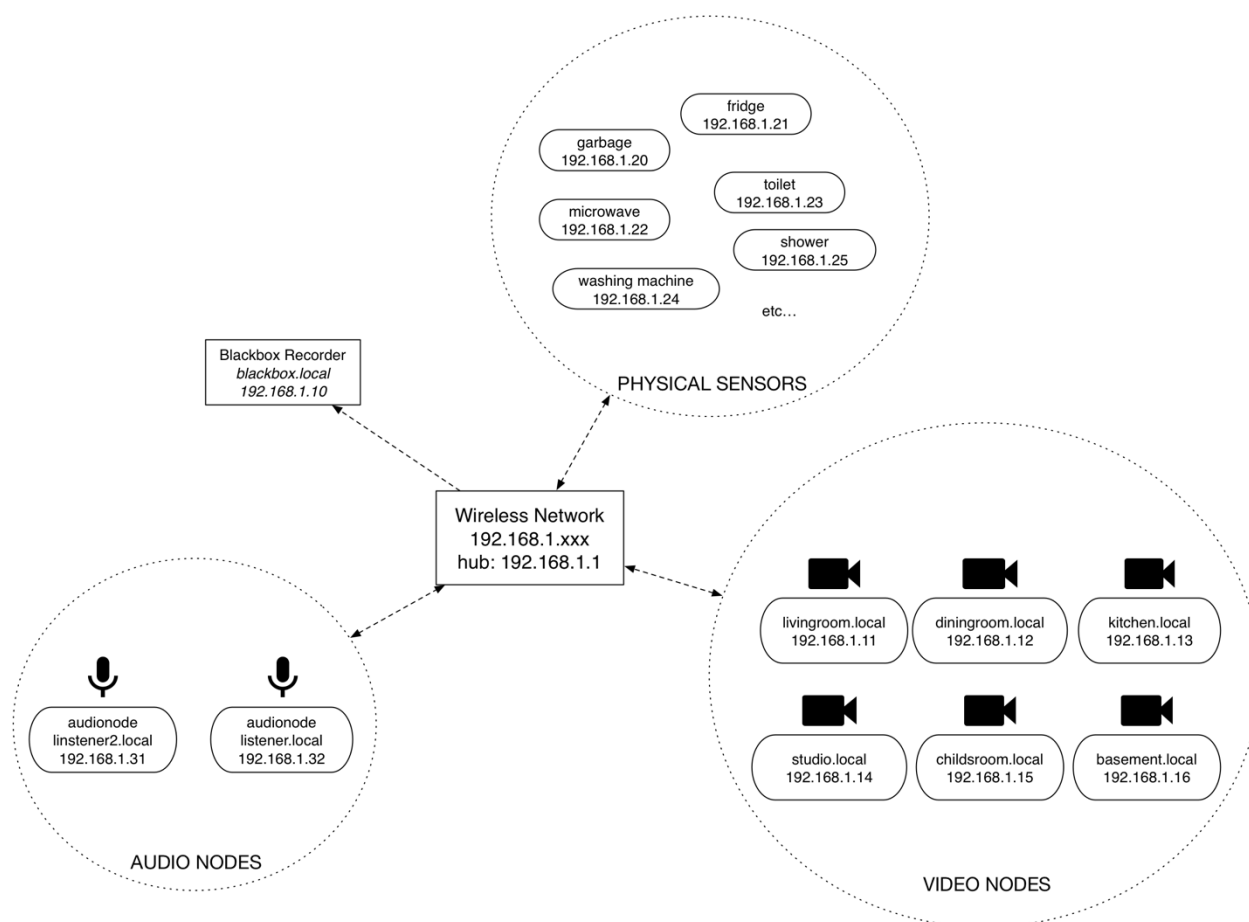 fridge
192.168.1.21
garbage
192.168.1.20
toilet
192.168.1.23
microwave
192.168.1.22
shower
192.168.1.25
washing machine
192.168.1.24
etc...
PHYSICAL SENSORS
Blackbox Recorder
blackbox.local
192.168.1.10
Wireless Network
192.168.1.xxx
hub: 192.168.1.1
livingroom.local
192.168.1.11
diningroom.local
192.168.1.12
kitchen.local
192.168.1.13
studio.local
192.168.1.14
childsroom.local
192.168.1.15
basement.local
192.168.1.16
VIDEO NODES
audionode
linstener2.local
192.168.1.31
audionode
listener.local
192.168.1.32
AUDIO NODES